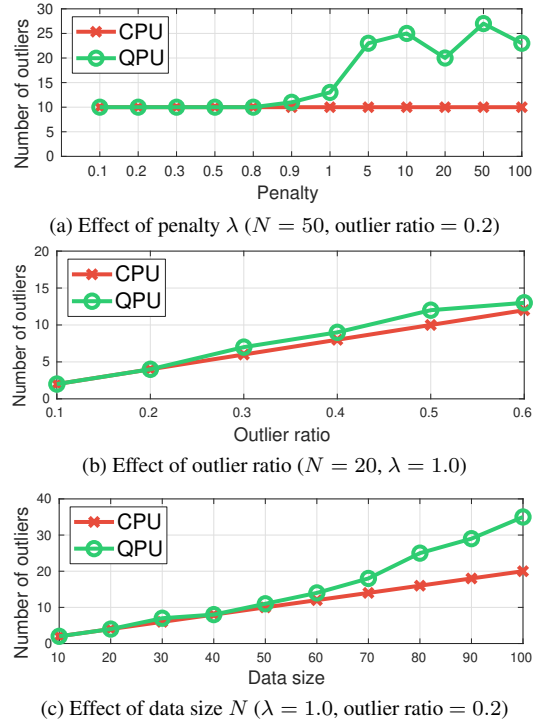 30
25
20
15
10
5
0
Number of outliers
CPU
QPU
0.1 0.2 0.3 0.5 0.8 0.9 1 5 10 20 50 100
Penalty
(a) Effect of penalty λ (N = 50, outlier ratio = 0.2)
20
15
10
5
0
Number of outliers
CPU
QPU
0.1 0.2 0.3 0.4 0.5 0.6
Outlier ratio
(b) Effect of outlier ratio (N = 20, λ = 1.0)
40
30
20
10
0
Number of outliers
CPU
QPU
10 20 30 40 50 60 70 80 90 100
Data size
(c) Effect of data size N (λ = 1.0, outlier ratio = 0.2)